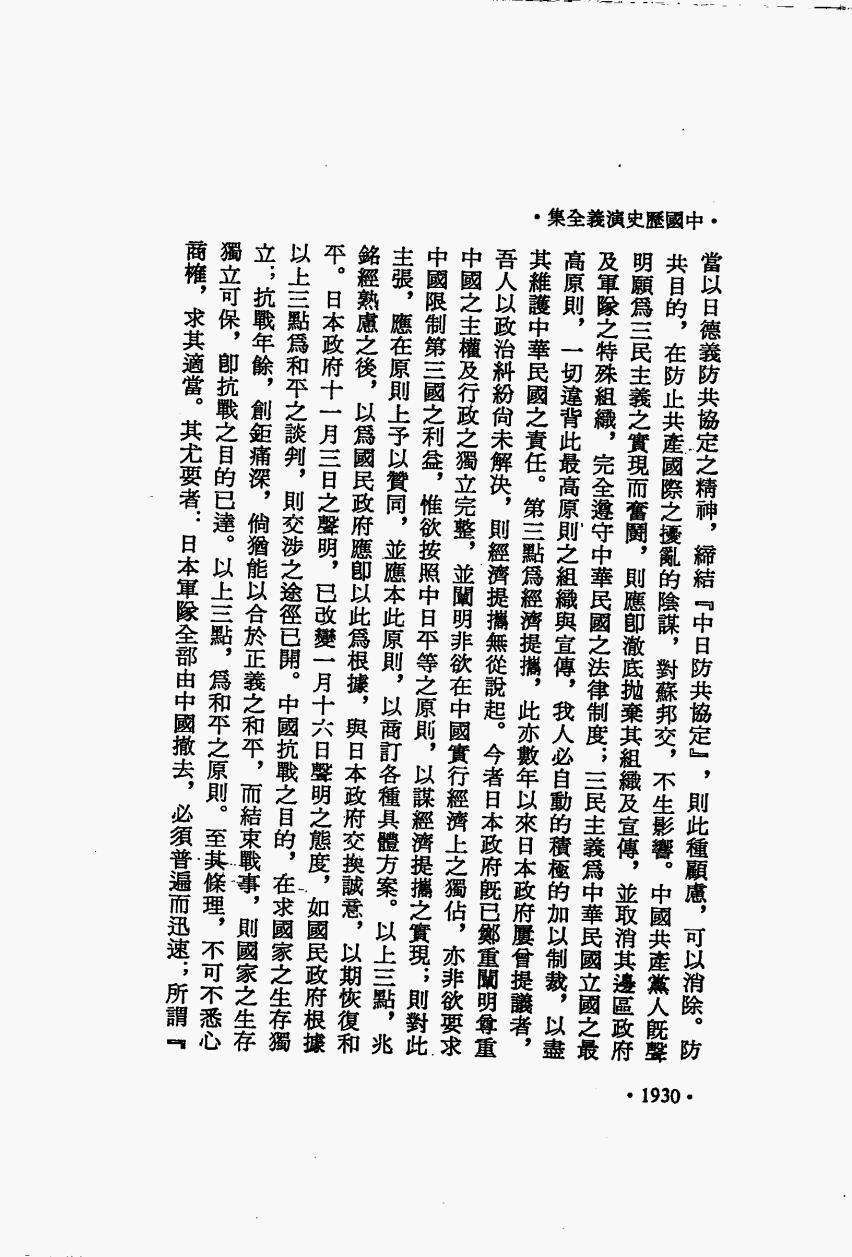 •中國歷史演義全集•
當以日德義防共協定之精神，締結『中日防共協定』，則此種顧慮，可以消除。防
共目的，在防止共產國際之擾亂的陰謀，對蘇邦交，不生影響。中國共產黨人旣聲
明願爲三民主義之實現而奮鬭，則應卽澈底拋棄其組織及宣傳，並取消其邊區政府
及軍隊之特殊組織，完全遵守中華民國之法律制度；三民主義爲中華民國立國之最
高原則，一切違背此最高原則之組織與宣傳，我人必自動的積極的加以制裁，以盡
其維護中華民國之責任。第三點爲經濟提攜，此亦數年以來日本政府屢曾提議者，
吾人以政治糾紛尙未解決，則經濟提攜無從說起。今者日本政府旣已鄭重闡明尊重
中國之主權及行政之獨立完整，並闡明非欲在中國實行經濟上之獨佔，亦非欲要求
中國限制第三國之利益，惟欲按照中日平等之原則，以謀經濟提攜之實現；則對此
主張，應在原則上予以贊同，並應本此原則，以商訂各種具體方案。以上三點，兆
銘經熟慮之後，以爲國民政府應卽以此爲根據，與日本政府交換誠意，以期恢復和
平。日本政府十一月三日之聲明，已改變一月十六日聲明之態度，如國民政府根據
以上三點爲和平之談判，則交涉之途徑已開。中國抗戰之目的，在求國家之生存獨
立；抗戰年餘，創鉅痛深，倘猶能以合於正義之和平，而結束戰事，則國家之生存
獨立可保，卽抗戰之目的已達。以上三點，爲和平之原則。至其條理，不可不悉心
商榷，求其適當。其尤要者：日本軍隊全部由中國撤去，必須普遍而迅速；所謂『
•1930•